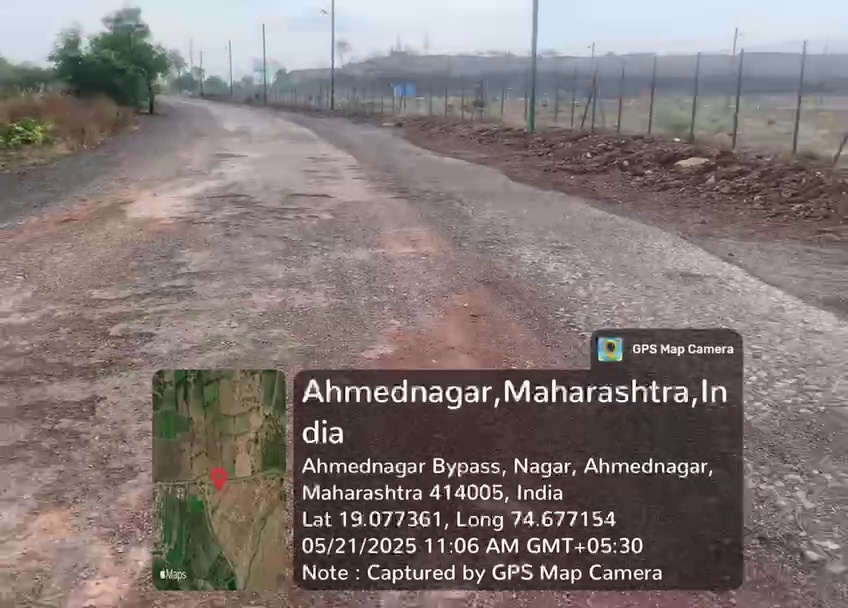 GPS Map Camera
Ahmednagar,Maharashtra,In
dia
Ahmednagar Bypass, Nagar, Ahmednagar,
Maharashtra 414005, India
Lat 19.077361, Long 74.677154
05/21/2025 11:06 AM GMT+05:30
Note : Captured by GPS Map Camera
Maps